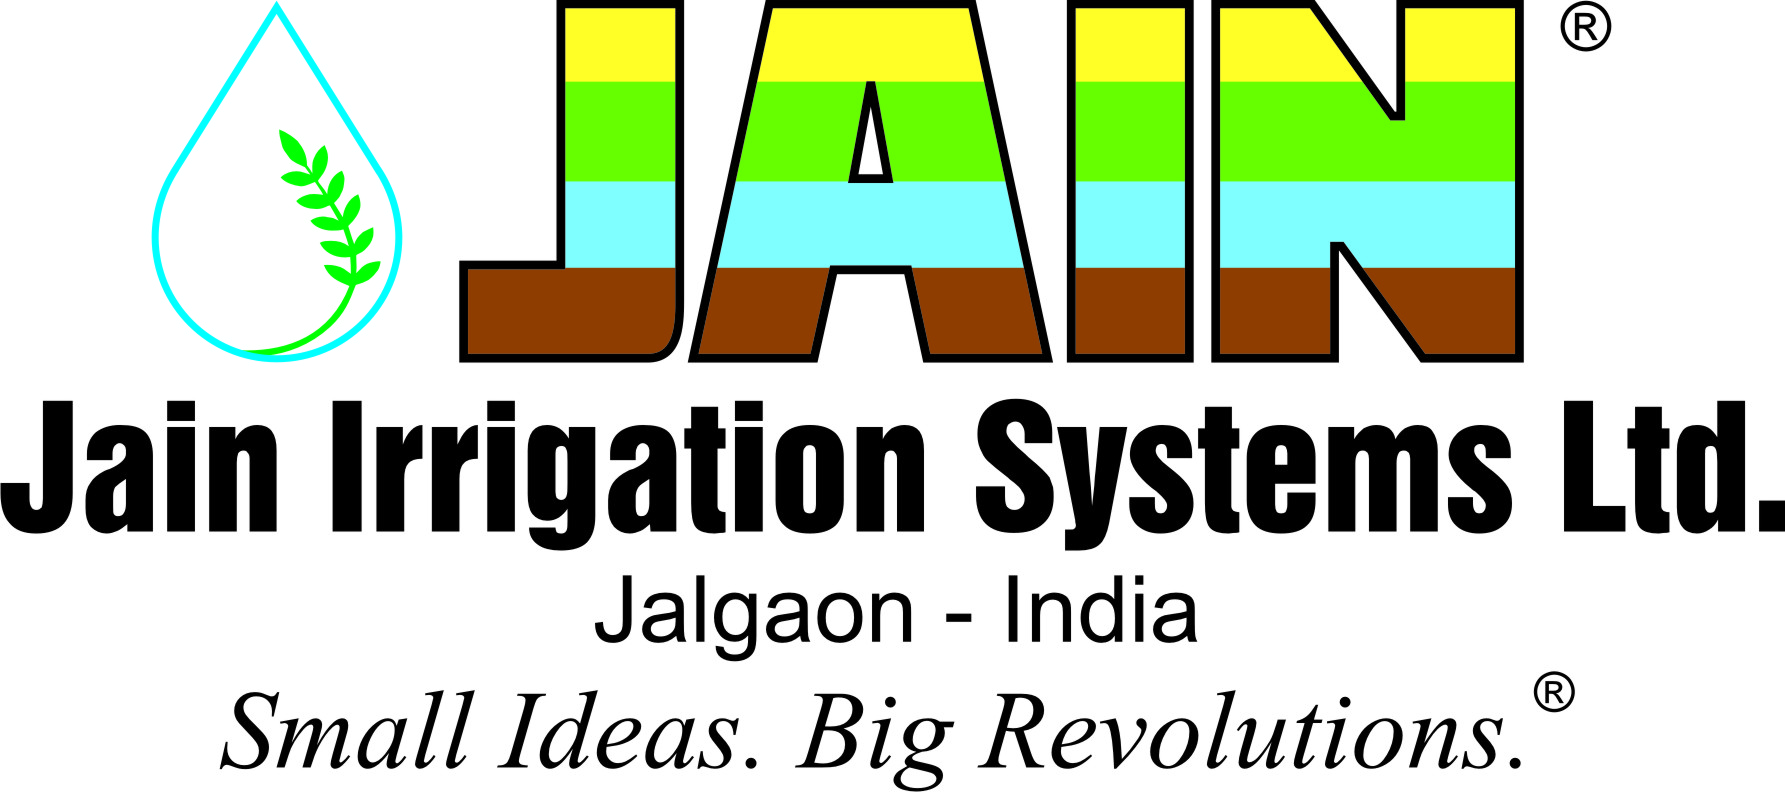 JAIN®
Jain Irrigation Systems Ltd.
Jalgaon - India
Small Ideas. Big Revolutions.®